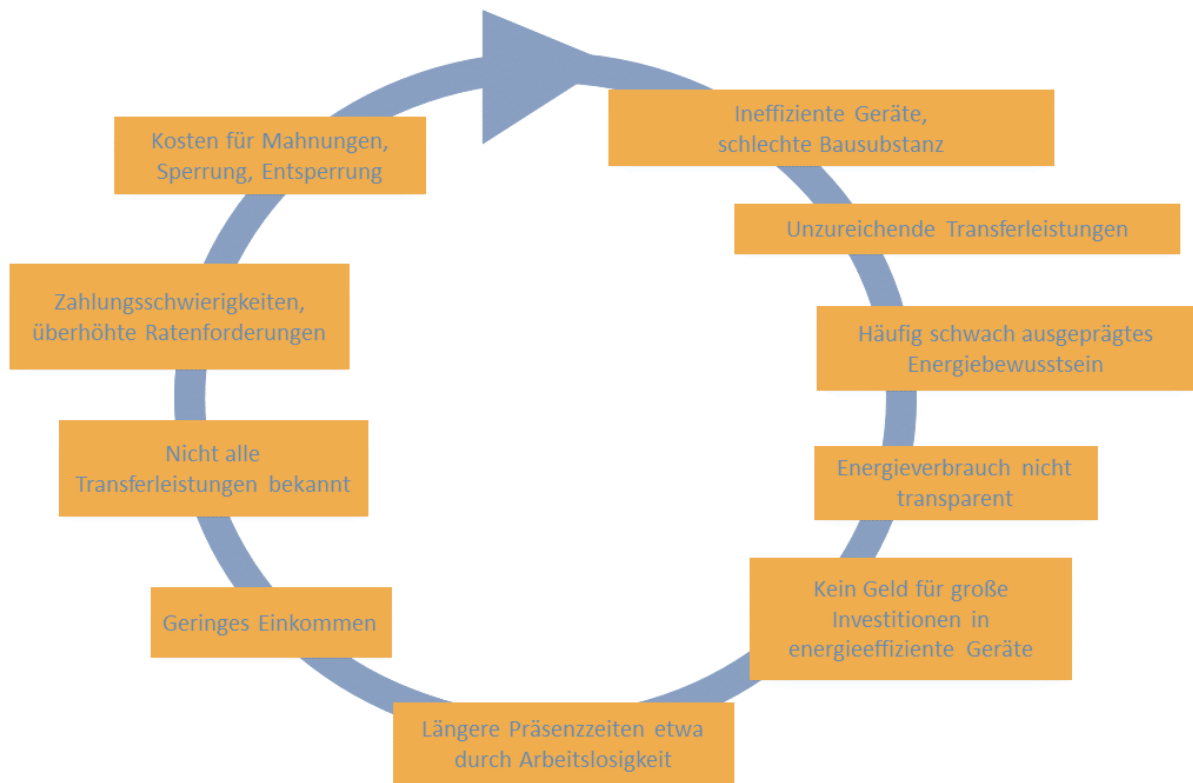 Ineffiziente Geräte,
schlechte Bausubstanz
Unzureichende Transferleistungen
Häufig schwach ausgeprägtes
Energiebewusstsein
Energieverbrauch nicht
transparent
Kein Geld für große
Investitionen in
energieeffiziente Geräte
Längere Präsenzzeiten etwa
durch Arbeitslosigkeit
Geringes Einkommen
Nicht alle
Transferleistungen bekannt
Zahlungsschwierigkeiten,
überhöhte Ratenforderungen
Kosten für Mahnungen,
Sperrung, Entsperrung